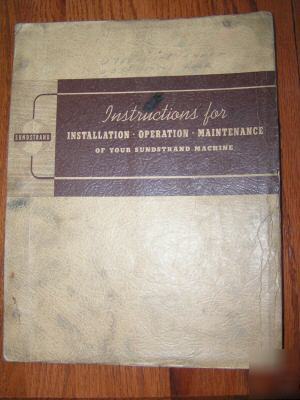 Instructions for
SUNDSTRAND
INSTALLATION · OPERATION · MAINTENANCE
OF YOUR SUNDSTRAND MACHINE